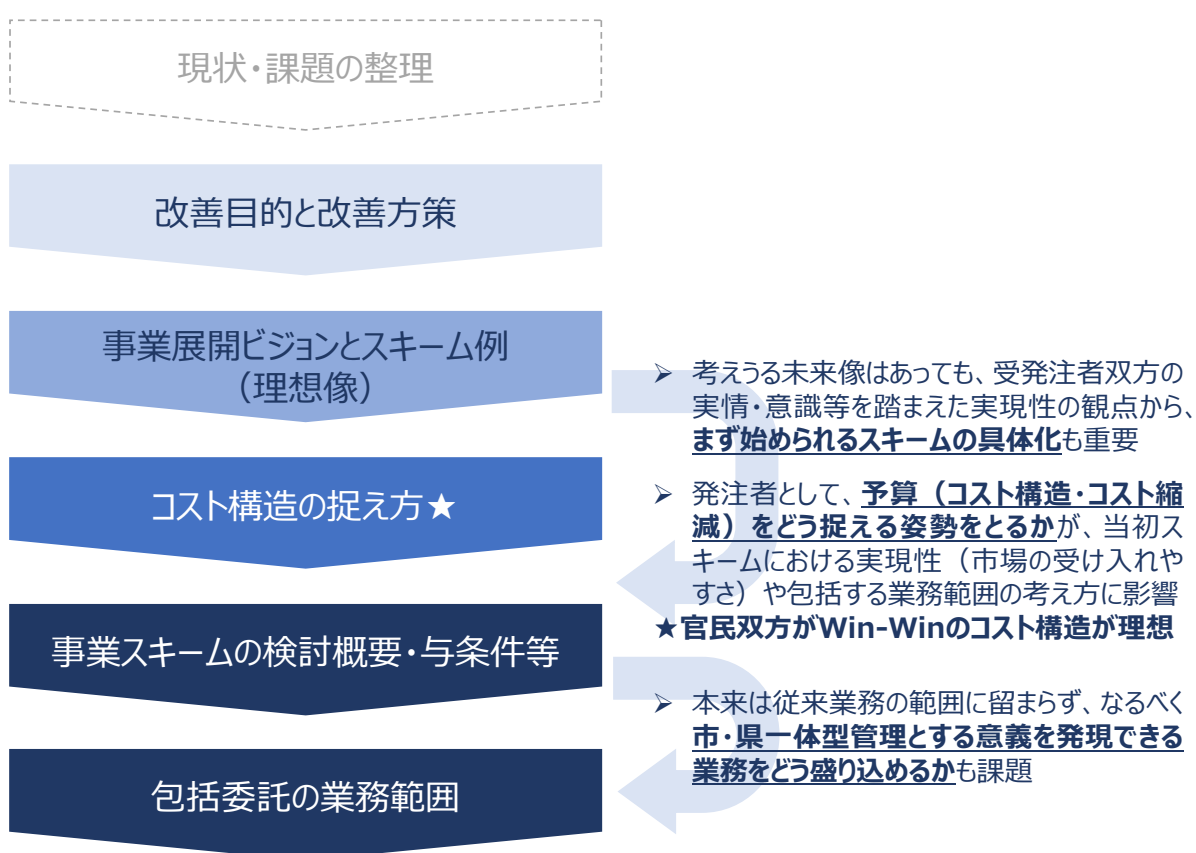 現状・課題の整理
改善目的と改善方策
事業展開ビジョンとスキーム例
（理想像）
➢ 考えうる未来像はあっても、受発注者双方の
実情・意識等を踏まえた実現性の観点から、
まず始められるスキームの具体化も重要
コスト構造の捉え方★
➢ 発注者として、予算（コスト構造・コスト縮
減）をどう捉える姿勢をとるかが、当初ス
キームにおける実現性（市場の受け入れや
すさ）や包括する業務範囲の考え方に影響
★官民双方がWin-Winのコスト構造が理想
事業スキームの検討概要・与条件等
➢ 本来は従来業務の範囲に留まらず、なるべく
市・県一体型管理とする意義を発現できる
業務をどう盛り込めるかも課題
包括委託の業務範囲